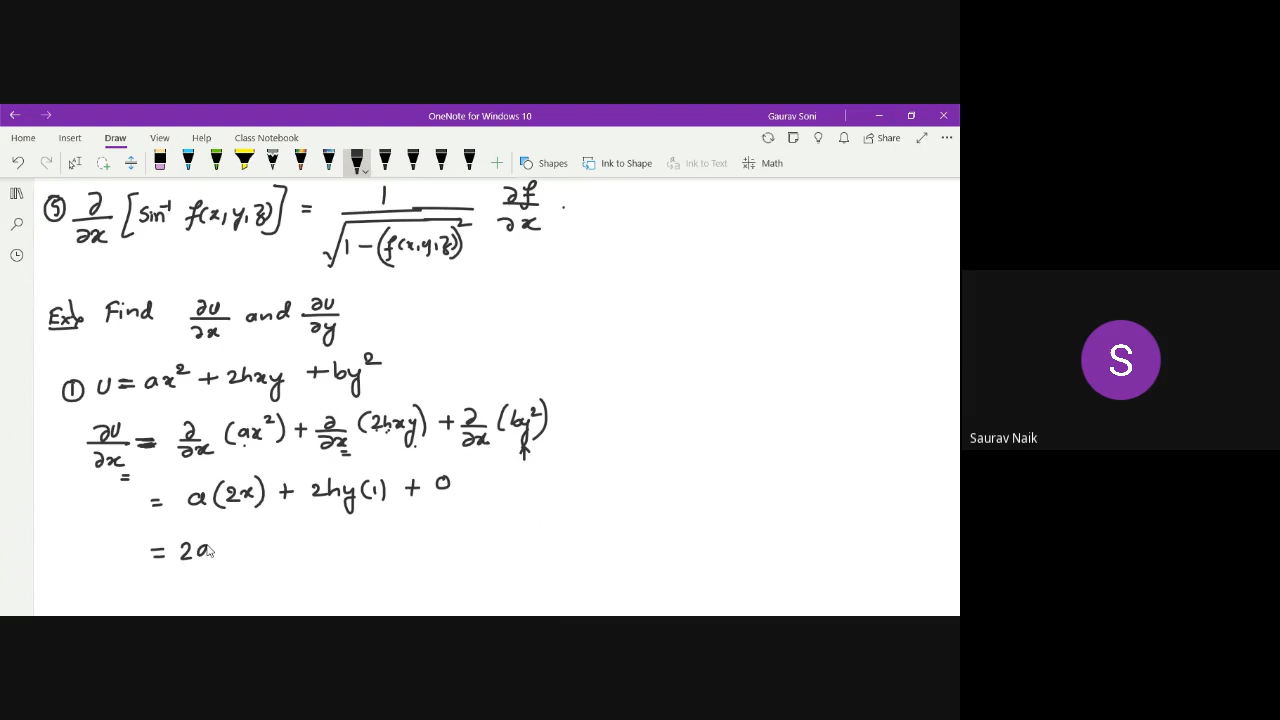 OneNote for Windows 10
Gaurav Soni
Home Insert Draw View Help Class Notebook
Share
Shapes Ink to Shape Ink to Text Math
⑤ ∂/∂x [Sin⁻¹ f(x,y,z)] = 1/√(1-(f(x,y,z))²) ∂f/∂x .
Ex). Find ∂U/∂x and ∂U/∂y
① U = ax² + 2hxy + by²
∂U/∂x = ∂/∂x (ax²) + ∂/∂x (2hxy) + ∂/∂x (by²)
= a(2x) + 2hy(1) + 0
= 2a
S
Saurav Naik